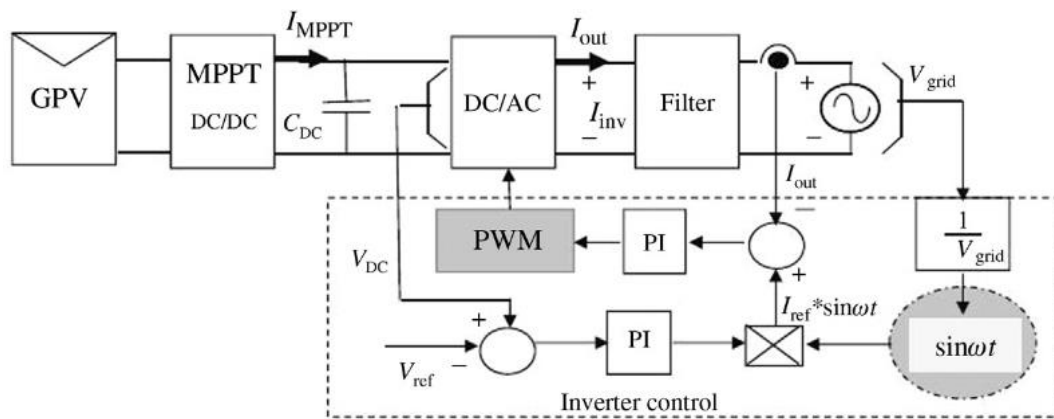 I_MPPT
I_out
V_grid
GPV
MPPT
DC/DC
C_DC
DC/AC
+
I_inv
−
Filter
+
−
I_out
−
PWM
PI
1
V_grid
V_DC
+
I_ref*sinωt
+
−
V_ref
PI
sinωt
Inverter control